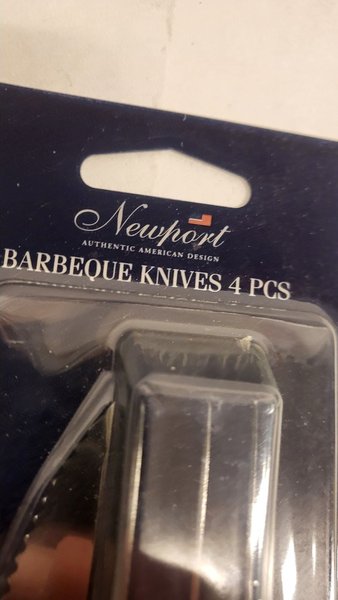 Newport
AUTHENTIC AMERICAN DESIGN
BARBEQUE KNIVES 4 PCS